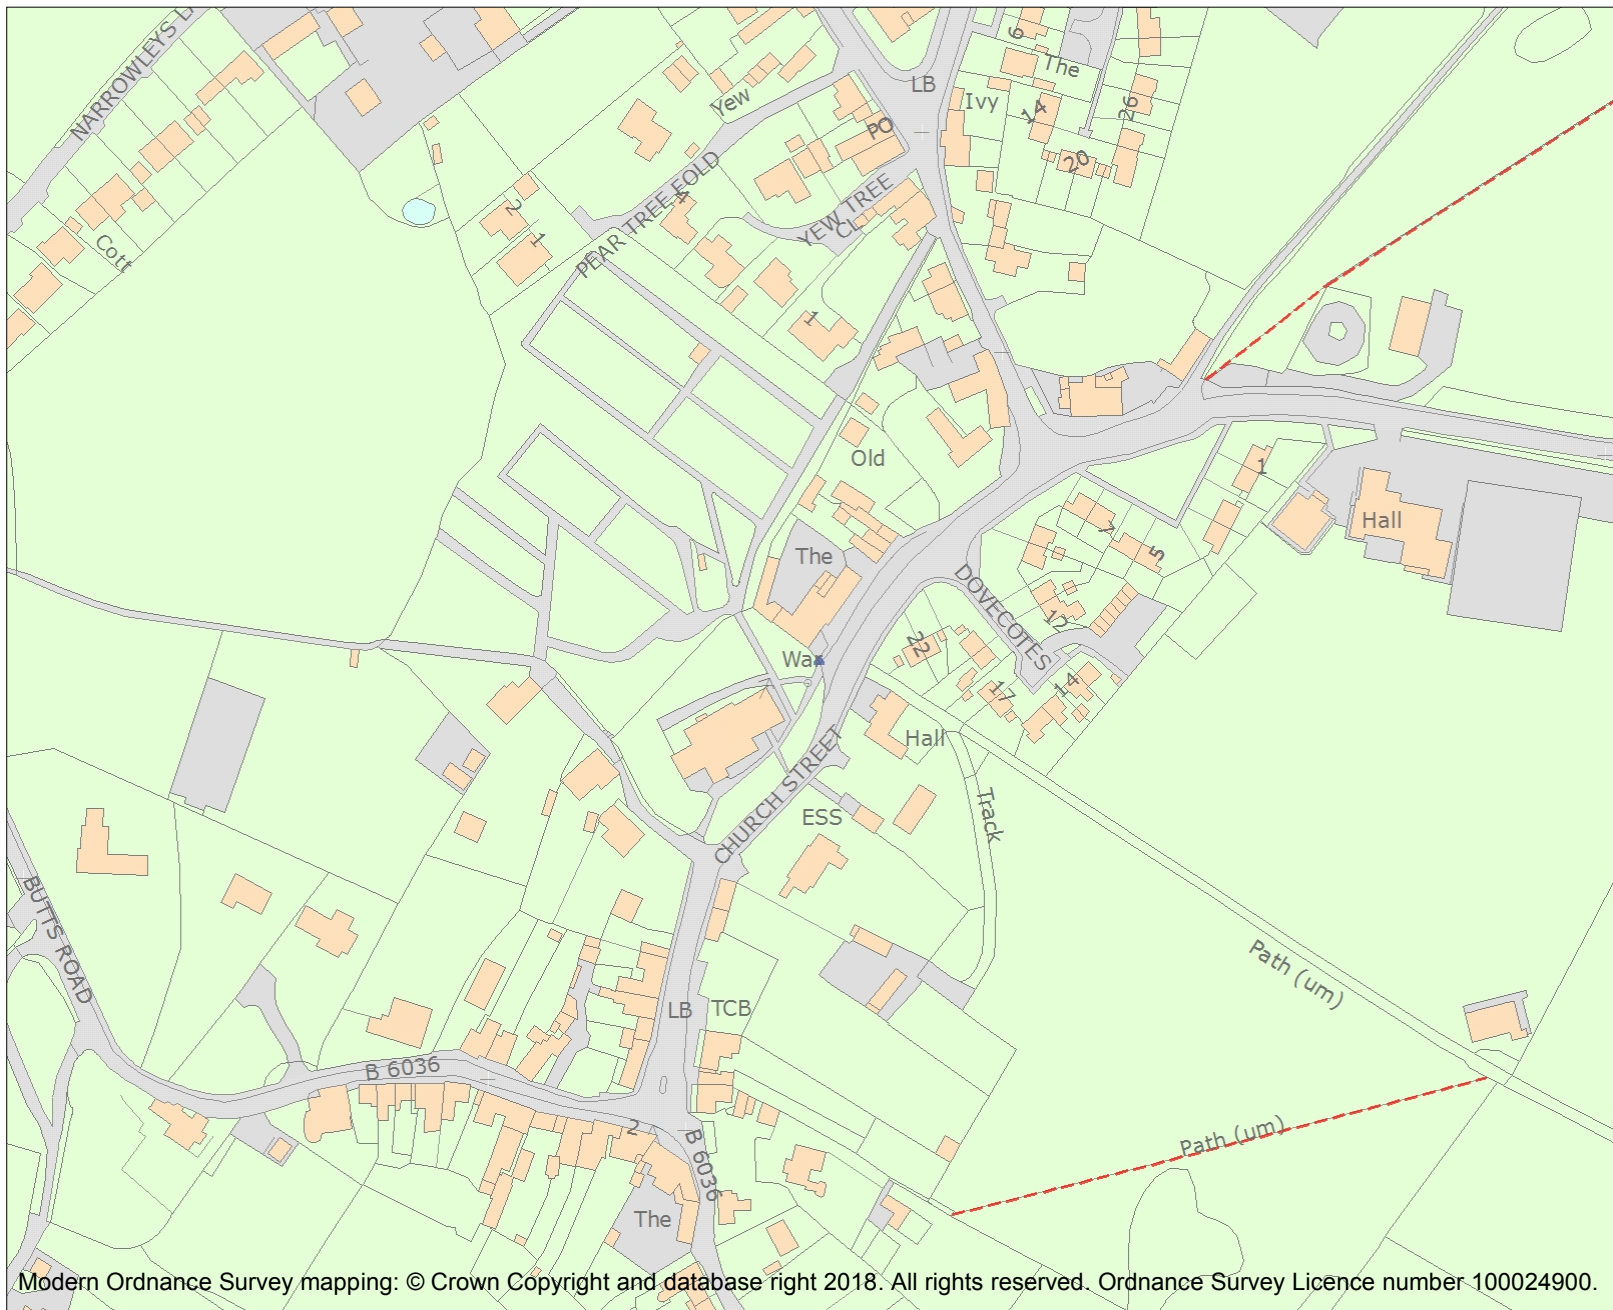 NARROWLEYS L
6
The
LB
Ivy
Yew
14
26
PO
20
PEAR TREE FOLD
4
2
1
YEW TREE
CL
Cott
1
Old
1
Hall
The
7
5
DOVECOTES
12
22
War
17
14
Hall
CHURCH STREET
Track
ESS
BUTTS ROAD
Path (um)
LB
TCB
B 6036
2
B 6036
Path (um)
The
Modern Ordnance Survey mapping: © Crown Copyright and database right 2018. All rights reserved. Ordnance Survey Licence number 100024900.